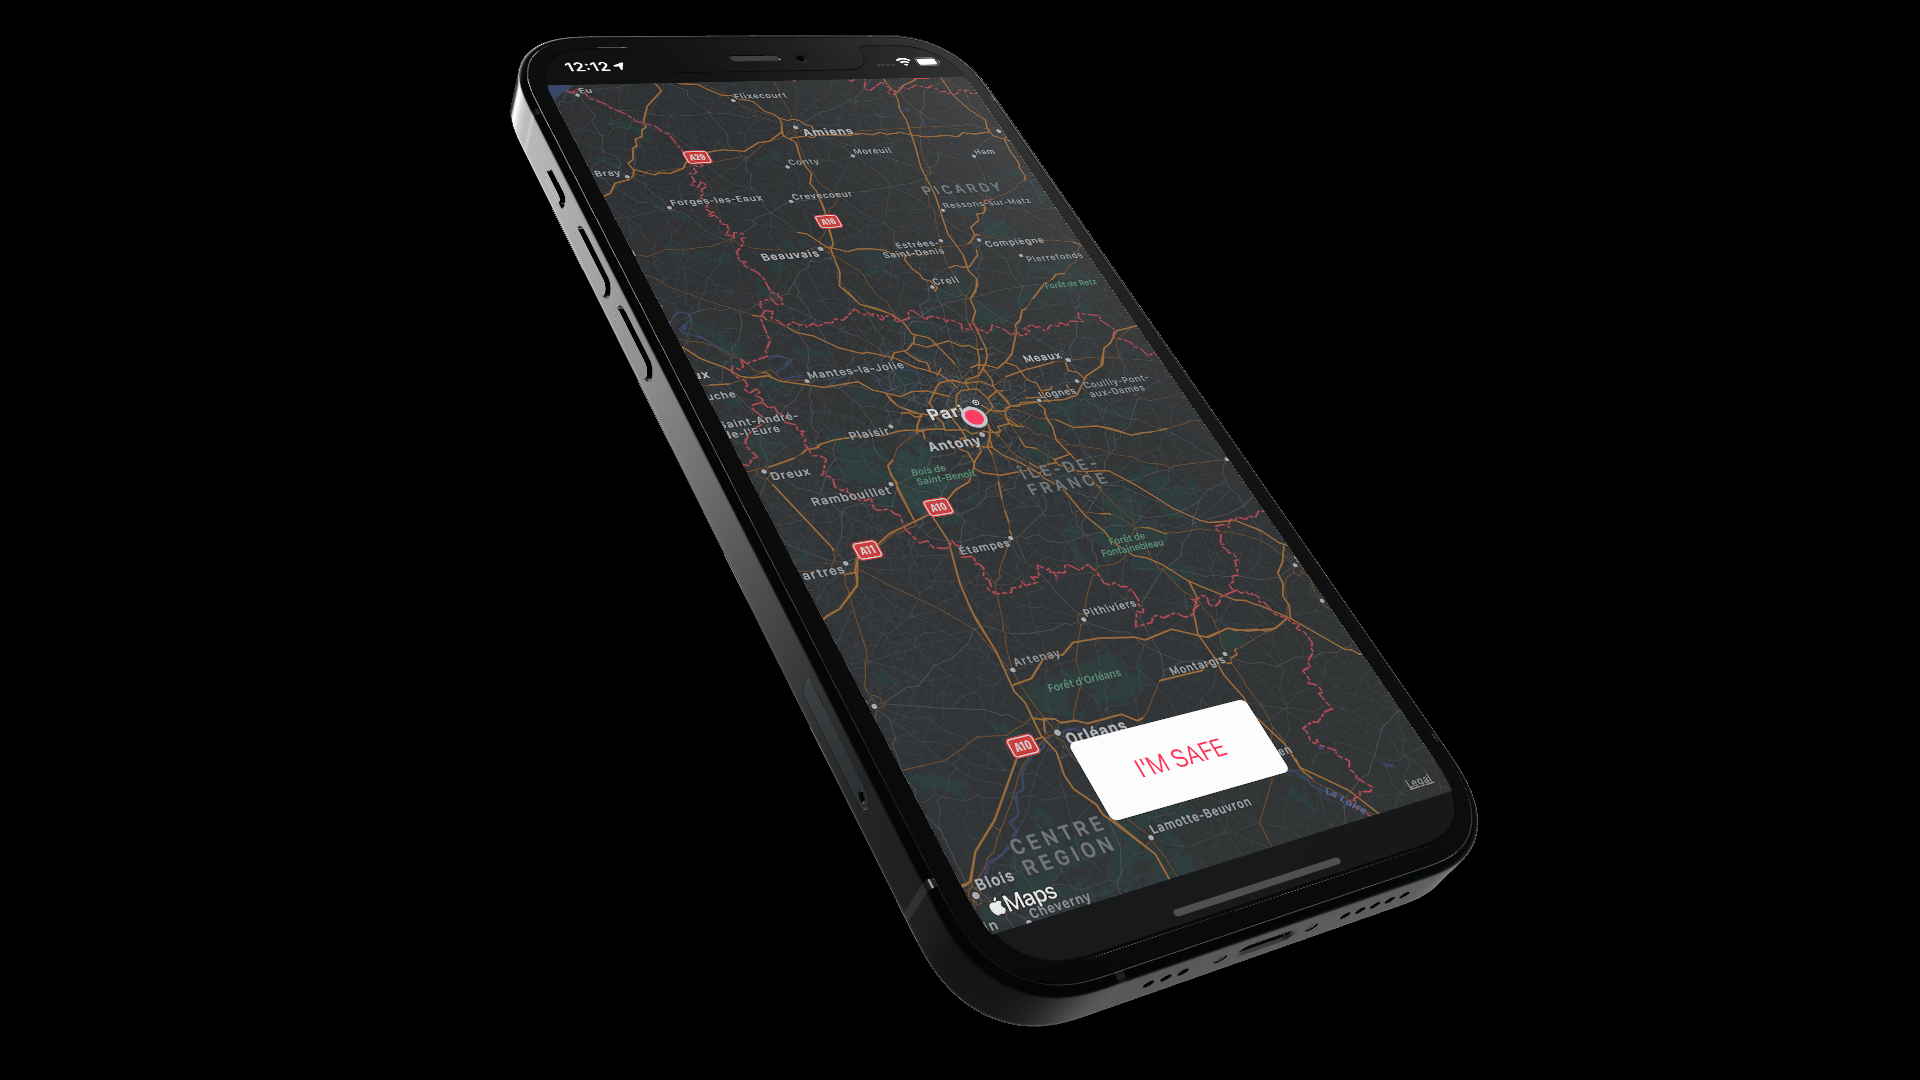 12:12
Eu
Flixecourt
Amiens
A29
Conty
Moreuil
Ham
Bray
PICARDY
Forges-les-Eaux
Crevecoeur
Ressons-sur-Matz
A16
Beauvais
Estrées-
Saint-Denis
Compiègne
Pierrefonds
Creil
Forêt de Retz
Meaux
Mantes-la-Jolie
ux
uche
Lognes
Couilly-Pont-
aux-Dames
Saint-André-
de-l'Eure
Pari
Plaisir
Antony
Dreux
Bois de
Saint-Benoît
ÎLE-DE-
FRANCE
Rambouillet
A10
A11
Étampes
Forêt de
Fontainebleau
artres
Pithiviers
Artenay
Montargis
Forêt d'Orléans
Orléans
A10
I'M SAFE
en
Legal
La Loire
Lamotte-Beuvron
CENTRE
REGION
Blois
Maps
Cheverny
in